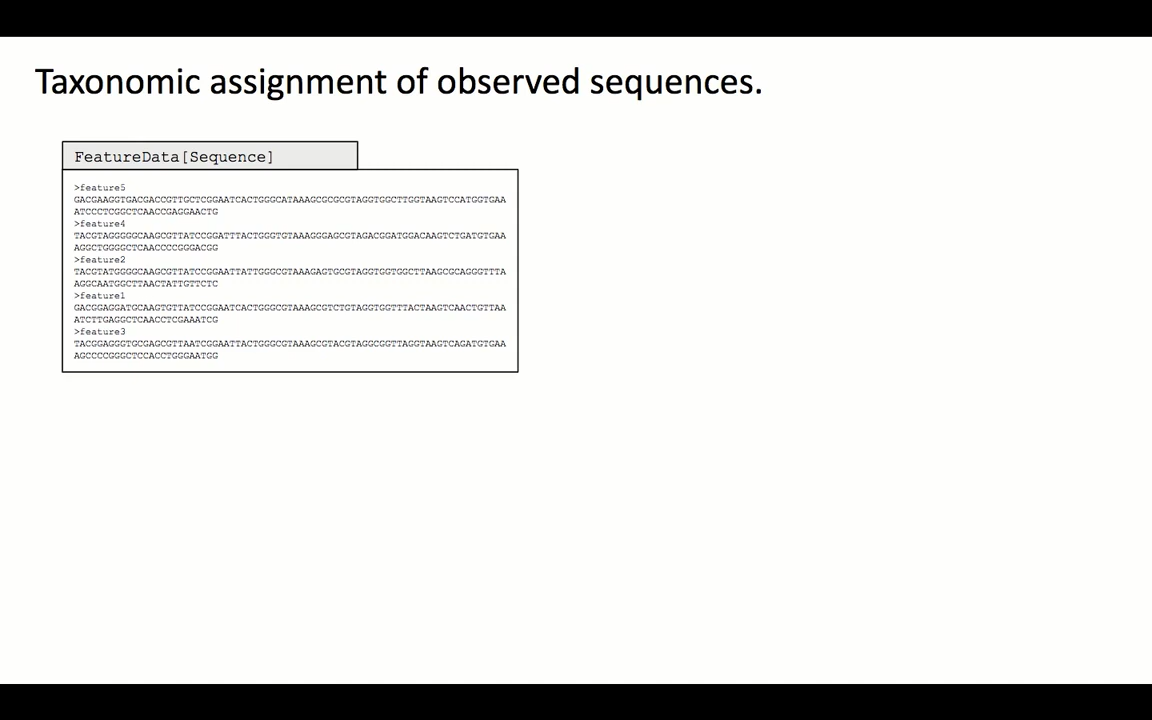 Taxonomic assignment of observed sequences.
FeatureData[Sequence]
>feature5
GACGAAGGTGACGACCGTTGCTCGGAATCACTGGGCATAAAGCGCGCGTAGGTGGCTTGGTAAGTCCATGGTGAA
ATCCCTCGGCTCAACCGAGGAACTG
>feature4
TACGTAGGGGGCAAGCGTTATCCGGATTTACTGGGTGTAAAGGGAGCGTAGACGGATGGACAAGTCTGATGTGAA
AGGCTGGGGCTCAACCCCGGGACGG
>feature2
TACGTATGGGGCAAGCGTTATCCGGAATTATTGGGCGTAAAGAGTGCGTAGGTGGTGGCTTAAGCGCAGGGTTTA
AGGCAATGGCTTAACTATTGTTCTC
>feature1
GACGGAGGATGCAAGTGTTATCCGGAATCACTGGGCGTAAAGCGTCTGTAGGTGGTTTACTAAGTCAACTGTTAA
ATCTTGAGGCTCAACCTCGAAATCG
>feature3
TACGGAGGGTGCGAGCGTTAATCGGAATTACTGGGCGTAAAGCGTACGTAGGCGGTTAGGTAAGTCAGATGTGAA
AGCCCCGGGCTCCACCTGGGAATGG